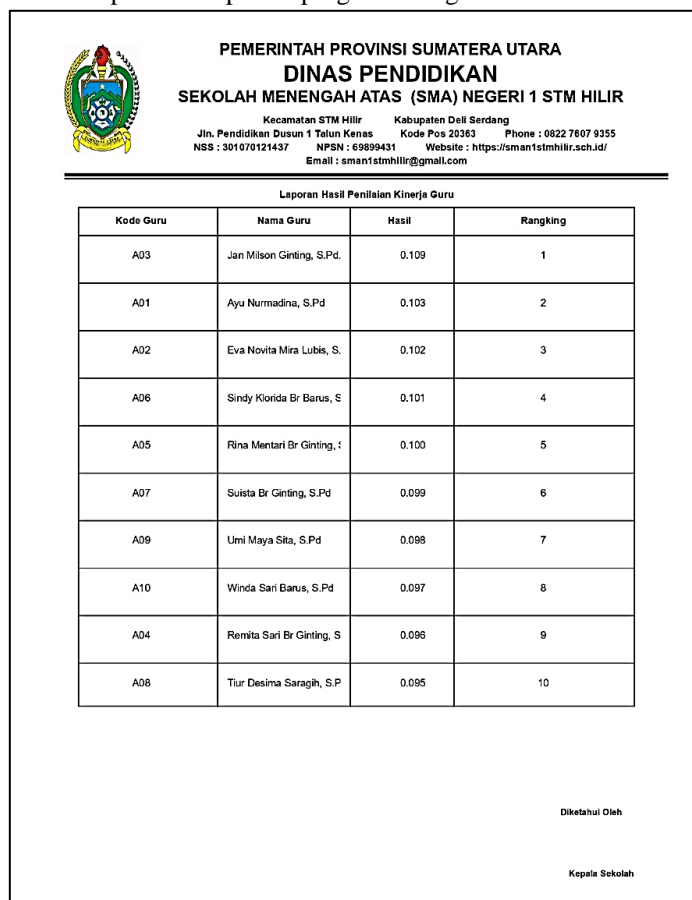 PEMERINTAH PROVINSI SUMATERA UTARA
DINAS PENDIDIKAN
SEKOLAH MENENGAH ATAS (SMA) NEGERI 1 STM HILIR
Kecamatan STM Hilir Kabupaten Deli Serdang
Jln. Pendidikan Dusun 1 Talun Kenas Kode Pos 20363 Phone : 0822 7607 9355
NSS : 301070121437 NPSN : 69899431 Website : https://sman1stmhilir.sch.id/
Email : sman1stmhilir@gmail.com
Laporan Hasil Penilaian Kinerja Guru
Kode Guru Nama Guru Hasil Rangking
A03 Jan Milson Ginting, S.Pd. 0.109 1
A01 Ayu Nurmadina, S.Pd 0.103 2
A02 Eva Novita Mira Lubis, S. 0.102 3
A06 Sindy Klorida Br Barus, S 0.101 4
A05 Rina Mentari Br Ginting, 0.100 5
A07 Suista Br Ginting, S.Pd 0.099 6
A09 Umi Maya Sita, S.Pd 0.098 7
A10 Winda Sari Barus, S.Pd 0.097 8
A04 Remita Sari Br Ginting, S 0.096 9
A08 Tiur Desima Saragih, S.P 0.095 10
Diketahui Oleh
Kepala Sekolah